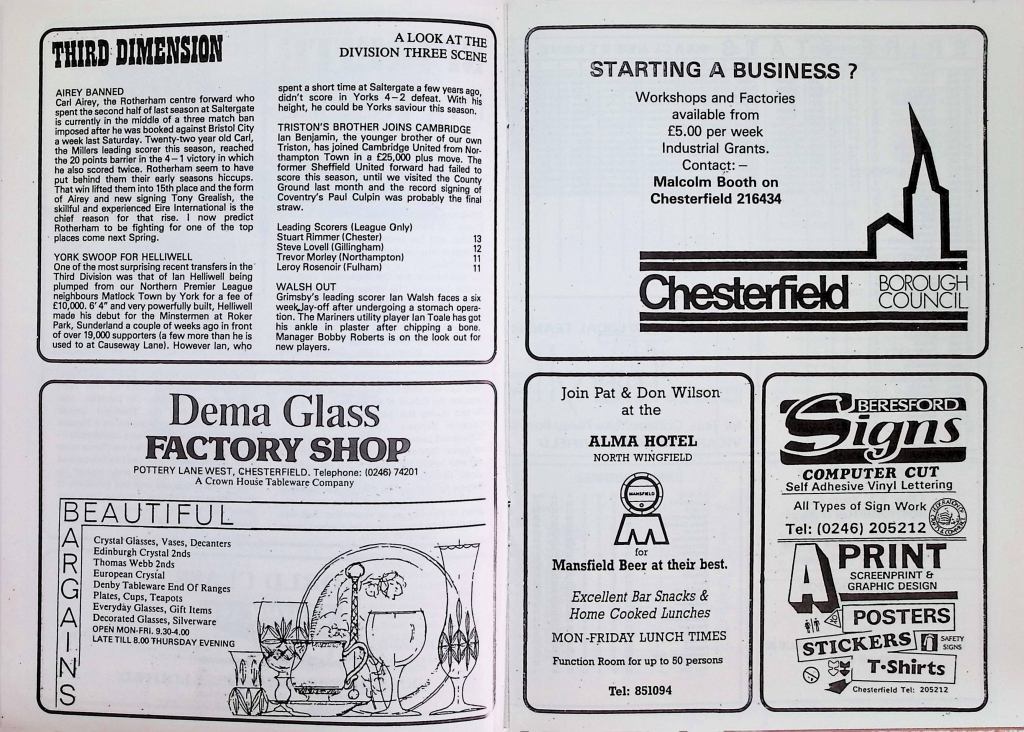 THIRD DIMENSION
A LOOK AT THE
DIVISION THREE SCENE
AIREY BANNED
Carl Airey, the Rotherham centre forward who
spent the second half of last season at Saltergate
is currently in the middle of a three match ban
imposed after he was booked against Bristol City
a week last Saturday. Twenty-two year old Carl,
the Millers leading scorer this season, reached
the 20 points barrier in the 4–1 victory in which
he also scored twice. Rotherham seem to have
put behind them their early seasons hiccups.
That win lifted them into 15th place and the form
of Airey and new signing Tony Grealish, the
skillful and experienced Eire International is the
chief reason for that rise. I now predict
Rotherham to be fighting for one of the top
places come next Spring.
YORK SWOOP FOR HELLIWELL
One of the most surprising recent transfers in the
Third Division was that of Ian Helliwell being
plumped from our Northern Premier League
neighbours Matlock Town by York for a fee of
£10,000. 6'4" and very powerfully built, Helliwell
made his debut for the Minstermen at Roker
Park, Sunderland a couple of weeks ago in front
of over 19,000 supporters (a few more than he is
used to at Causeway Lane). However Ian, who
spent a short time at Saltergate a few years ago,
didn't score in Yorks 4–2 defeat. With his
height, he could be Yorks saviour this season.
TRISTON'S BROTHER JOINS CAMBRIDGE
Ian Benjamin, the younger brother of our own
Triston, has joined Cambridge United from Nor-
thampton Town in a £25,000 plus move. The
former Sheffield United forward had failed to
score this season, until we visited the County
Ground last month and the record signing of
Coventry's Paul Culpin was probably the final
straw.
Leading Scorers (League Only)
Stuart Rimmer (Chester) 13
Steve Lovell (Gillingham) 12
Trevor Morley (Northampton) 11
Leroy Rosenoir (Fulham) 11
WALSH OUT
Grimsby's leading scorer Ian Walsh faces a six
week lay-off after undergoing a stomach opera-
tion. The Mariners utility player Ian Toale has got
his ankle in plaster after chipping a bone.
Manager Bobby Roberts is on the look out for
new players.
Dema Glass
FACTORY SHOP
POTTERY LANE WEST, CHESTERFIELD. Telephone: (0246) 74201
A Crown House Tableware Company
BEAUTIFUL
BARGAINS
Crystal Glasses, Vases, Decanters
Edinburgh Crystal 2nds
Thomas Webb 2nds
European Crystal
Denby Tableware End Of Ranges
Plates, Cups, Teapots
Everyday Glasses, Gift Items
Decorated Glasses, Silverware
OPEN MON-FRI. 9.30-4.00
LATE TILL 8.00 THURSDAY EVENING
STARTING A BUSINESS ?
Workshops and Factories
available from
£5.00 per week
Industrial Grants.
Contact: –
Malcolm Booth on
Chesterfield 216434
Chesterfield
BOROUGH
COUNCIL
Join Pat & Don Wilson
at the
ALMA HOTEL
NORTH WINGFIELD
MANSFIELD
for
Mansfield Beer at their best.
Excellent Bar Snacks &
Home Cooked Lunches
MON-FRIDAY LUNCH TIMES
Function Room for up to 50 persons
Tel: 851094
BERESFORD
Signs
COMPUTER CUT
Self Adhesive Vinyl Lettering
All Types of Sign Work
Tel: (0246) 205212
A PRINT
SCREENPRINT &
GRAPHIC DESIGN
POSTERS
STICKERS
SAFETY
SIGNS
T·Shirts
Chesterfield Tel: 205212